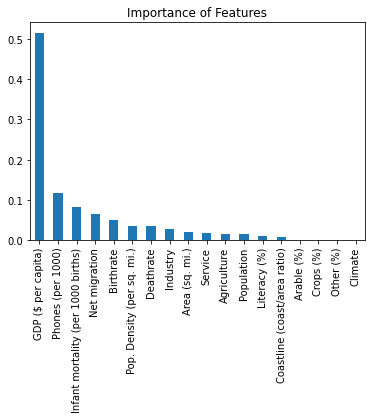 Importance of Features
0.5
0.4
0.3
0.2
0.1
0.0
GDP ($ per capita)
Phones (per 1000)
Infant mortality (per 1000 births)
Net migration
Birthrate
Pop. Density (per sq. mi.)
Deathrate
Industry
Area (sq. mi.)
Service
Agriculture
Population
Literacy (%)
Coastline (coast/area ratio)
Arable (%)
Crops (%)
Other (%)
Climate